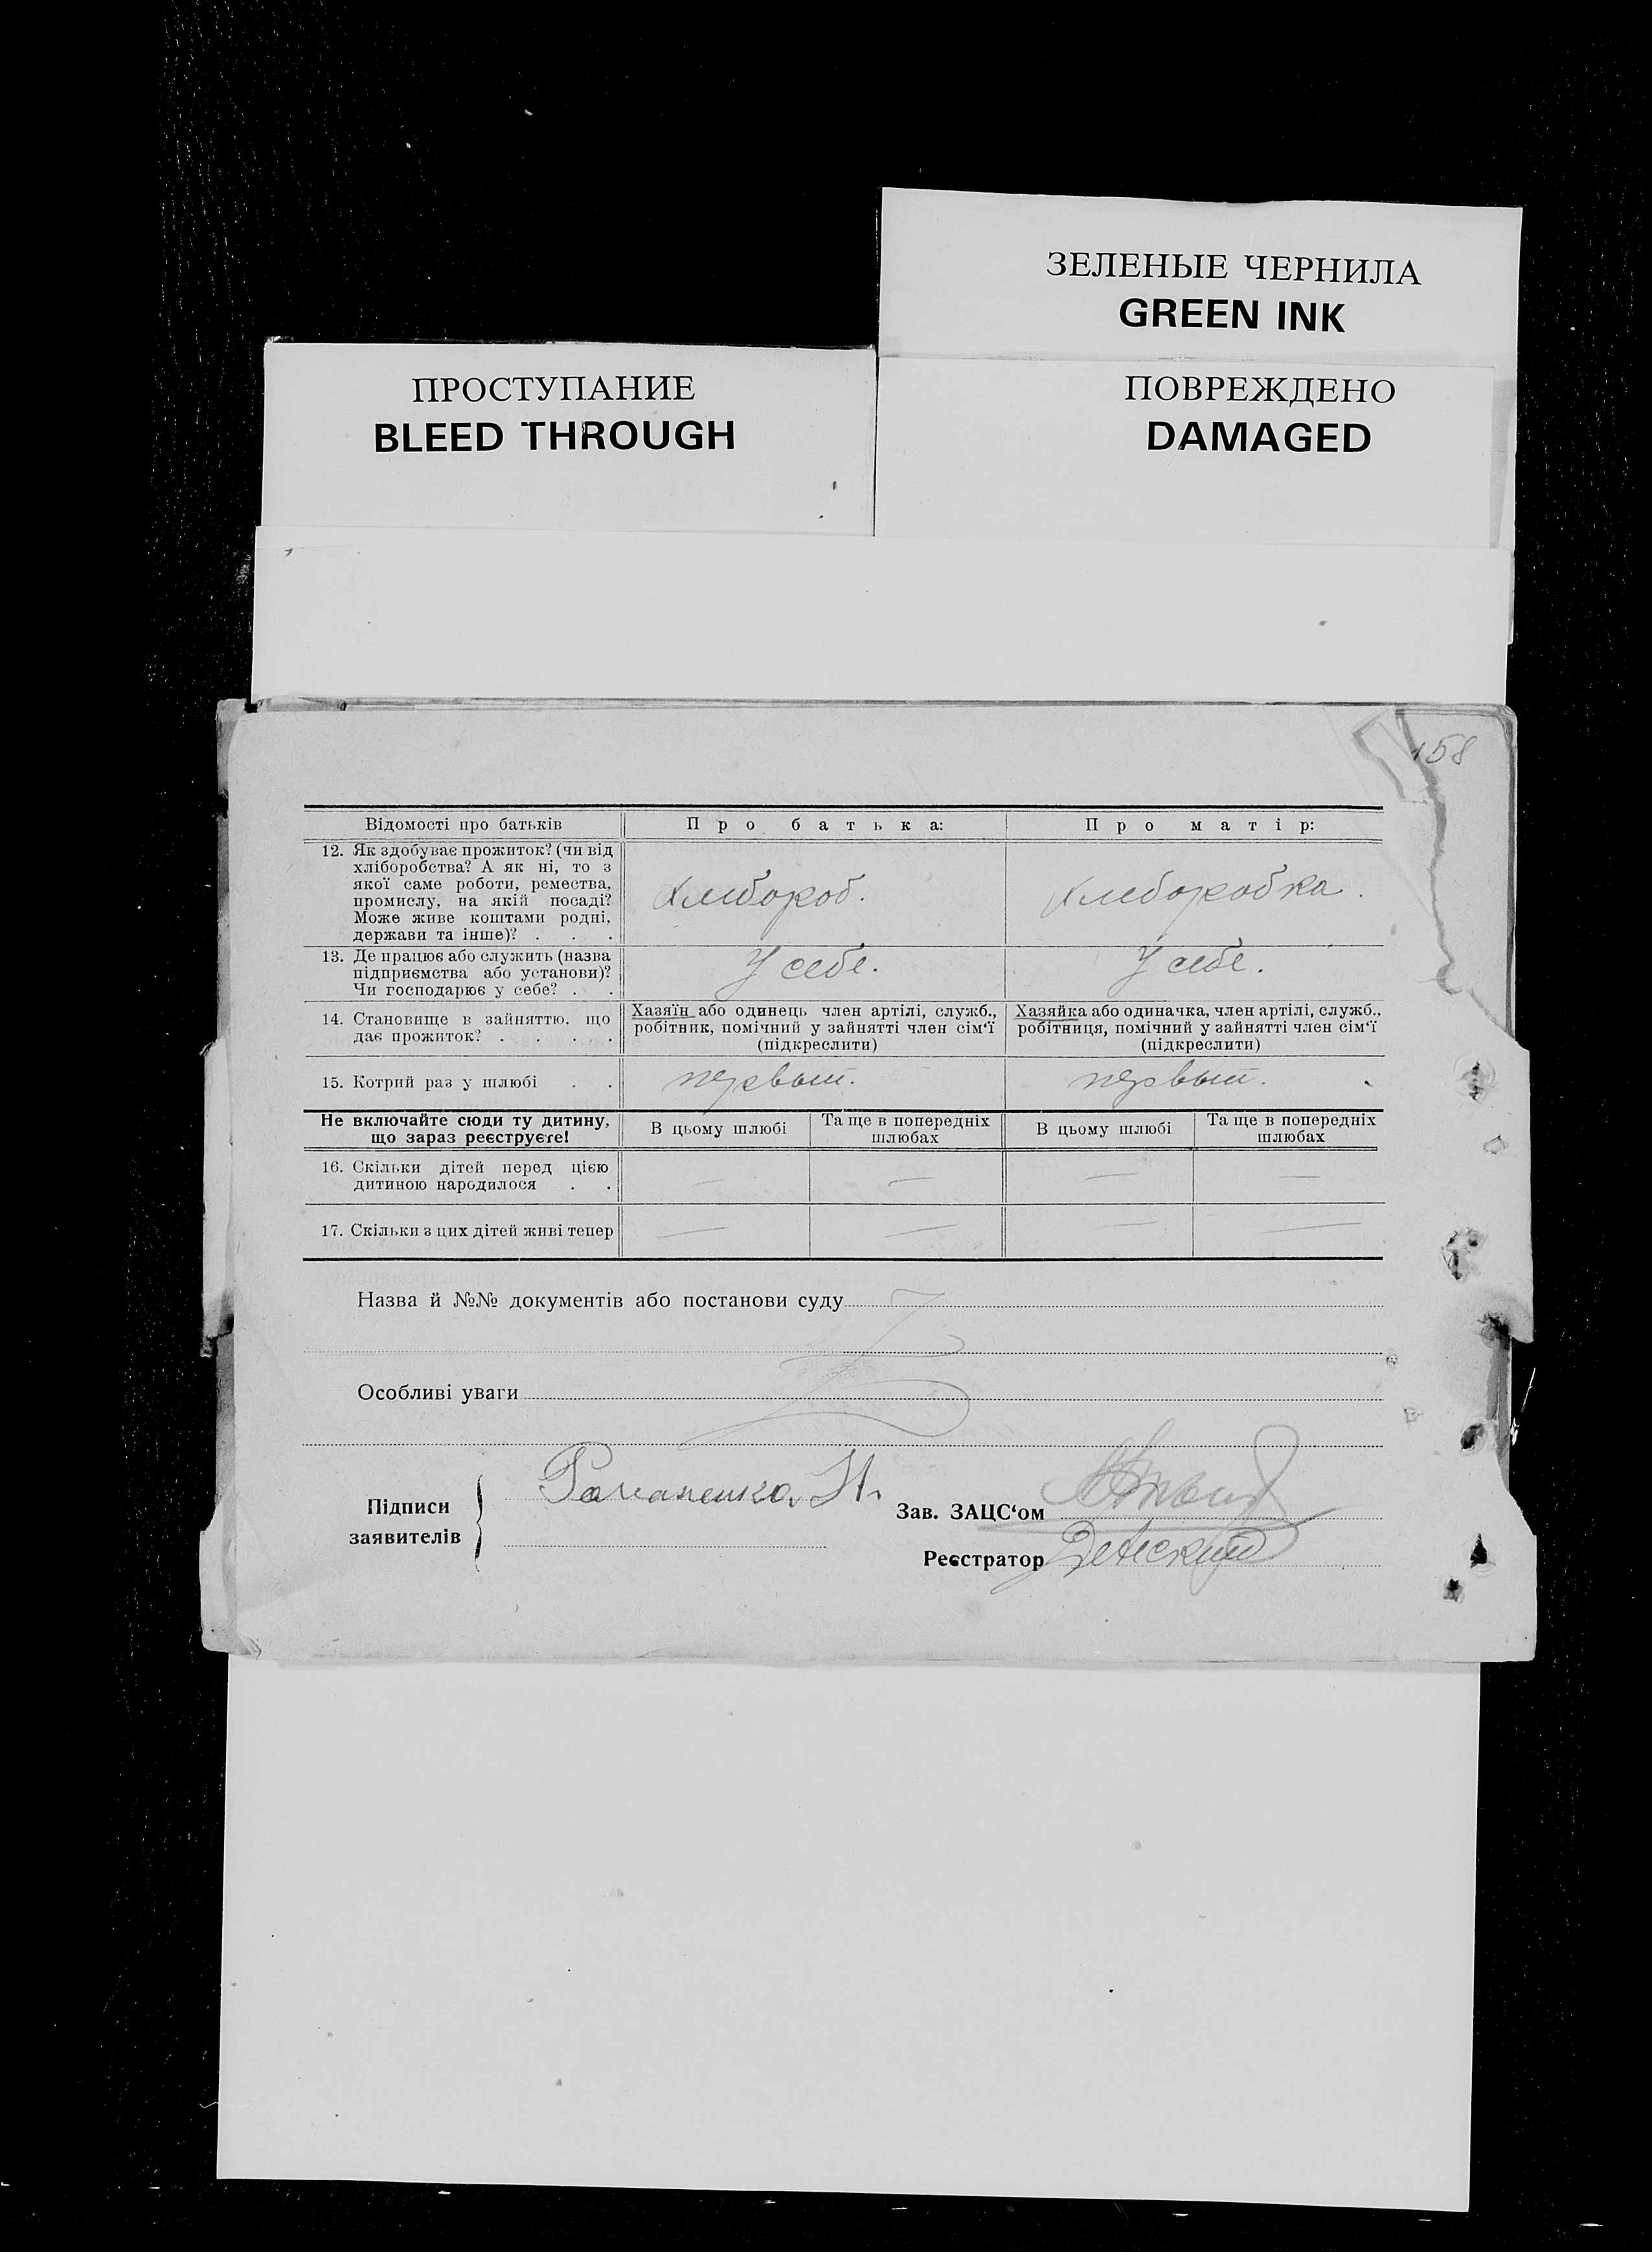 ЗЕЛЕНЫЕ ЧЕРНИЛА
GREEN INK
ПРОСТУПАНИЕ
BLEED THROUGH
ПОВРЕЖДЕНО
DAMAGED
158
Відомості про батьків
Про батька:
Про матір:
12. Як здобуває прожиток? (чи від
хліборобства? А як ні, то з
якої саме роботи, ремества,
промислу, на якій посаді?
Може живе коштами родні,
держави та інше)? . . .
Хлибороб.
Хлеборобка.
13. Де працює або служить (назва
підприємства або установи)?
Чи господарює у себе? . .
У себе.
У себе.
14. Становище в зайняттю, що
дає прожиток? . . . .
Хазяїн або одинець член артілі, служб.,
робітник, помічний у зайнятті член сім'ї
(підкреслити)
Хазяйка або одиначка, член артілі, служб.,
робітниця, помічний у зайнятті член сім'ї
(підкреслити)
15. Котрий раз у шлюбі . .
первый.
первый.
Не включайте сюди ту дитину,
що зараз реєструєте!
В цьому шлюбі
Та ще в попередніх
шлюбах
В цьому шлюбі
Та ще в попередніх
шлюбах
16. Скільки дітей перед цією
дитиною народилося . .
— — — —
17. Скільки з цих дітей живі тепер
— — — —
Назва й №№ документів або постанови суду
Особливі уваги
Підписи
заявителів
Зав. ЗАЦС'ом
Реєстратор